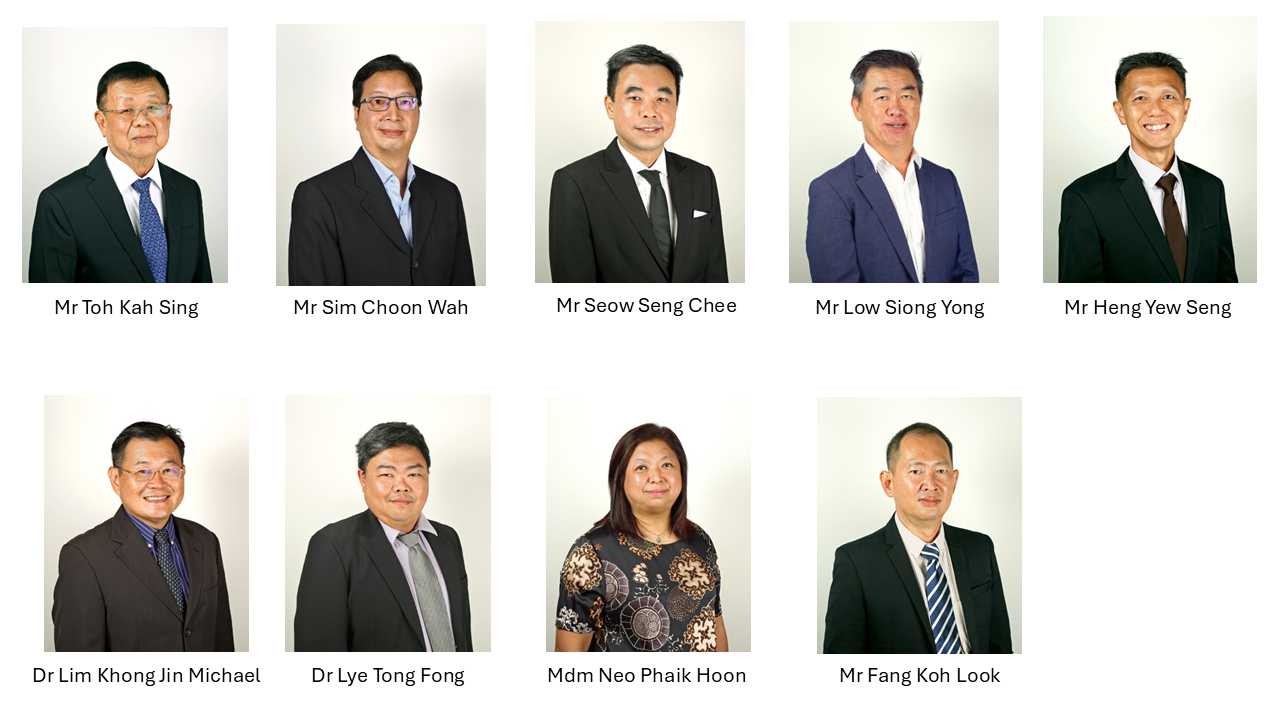 Mr Toh Kah Sing
Mr Sim Choon Wah
Mr Seow Seng Chee
Mr Low Siong Yong
Mr Heng Yew Seng
Dr Lim Khong Jin Michael
Dr Lye Tong Fong
Mdm Neo Phaik Hoon
Mr Fang Koh Look